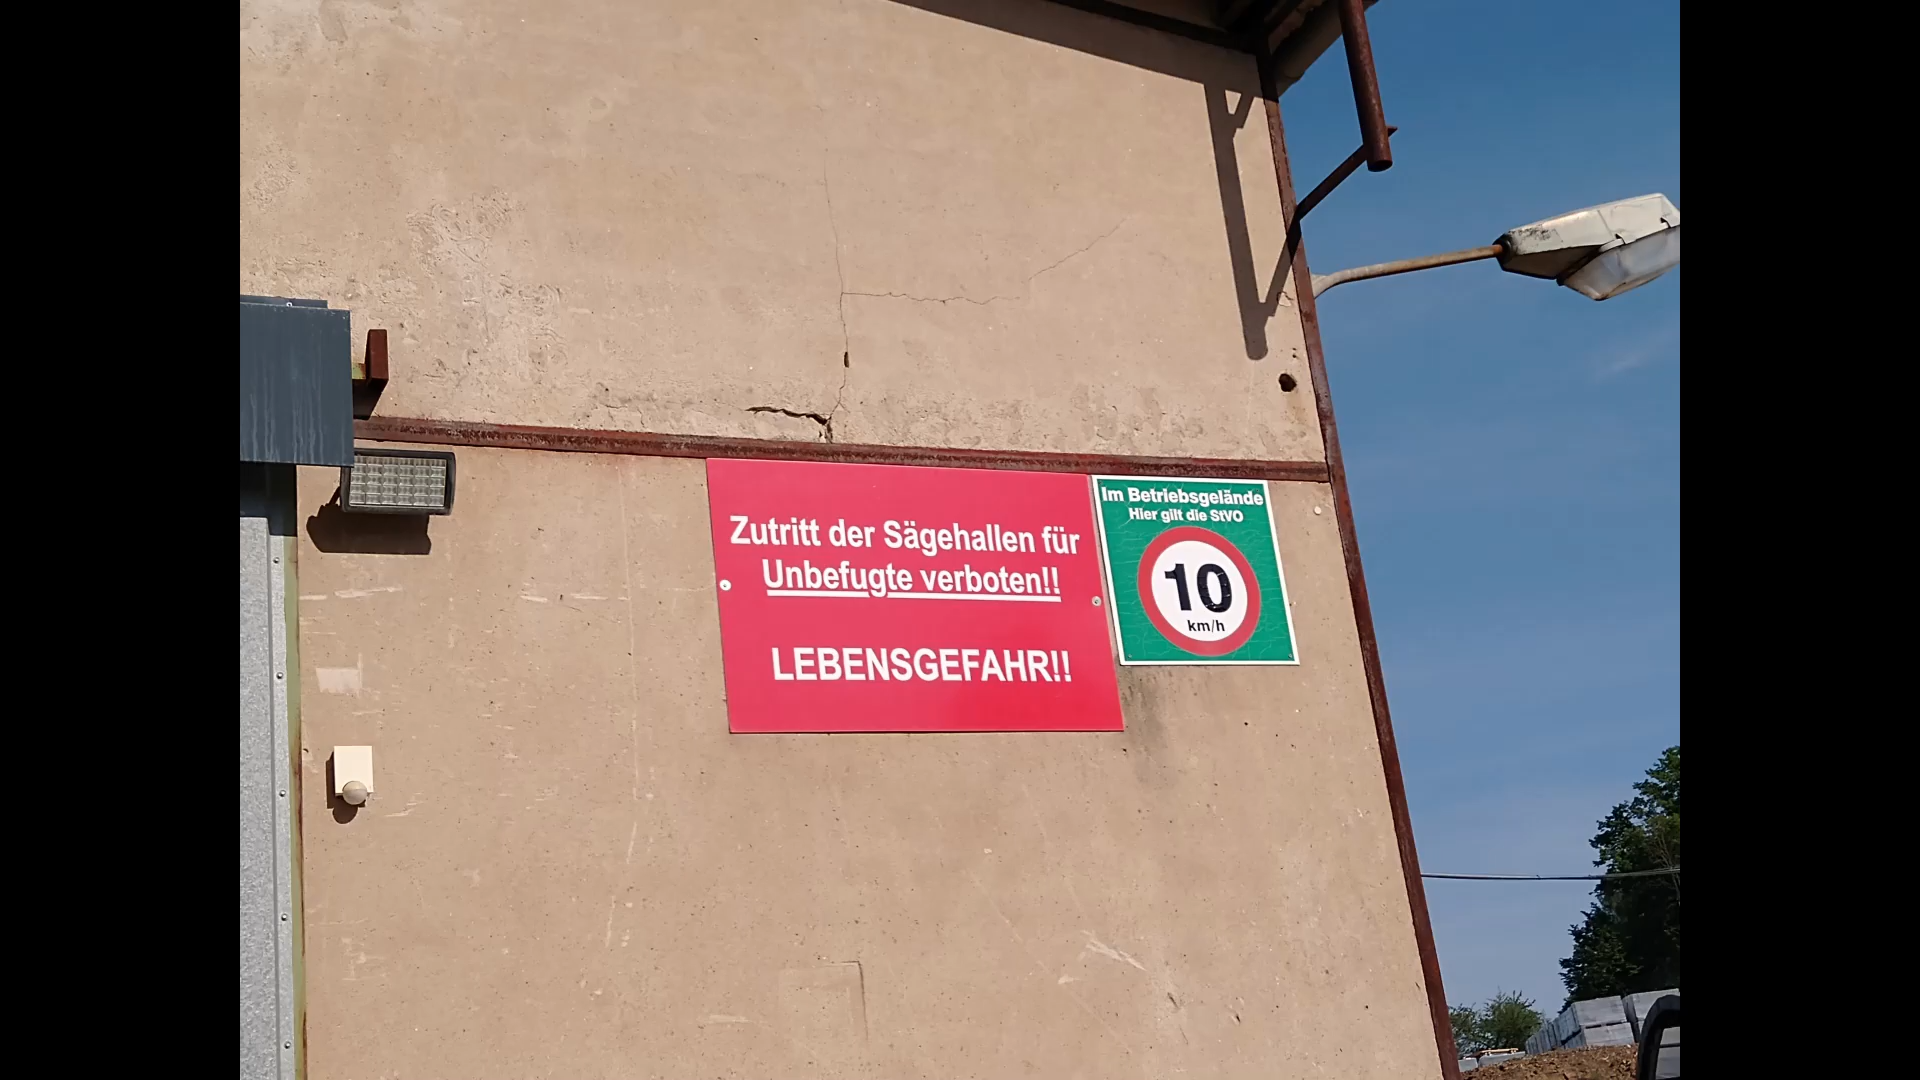 Zutritt der Sägehallen für
Unbefugte verboten!!
LEBENSGEFAHR!!
Im Betriebsgelände
Hier gilt die StVO
10
km/h